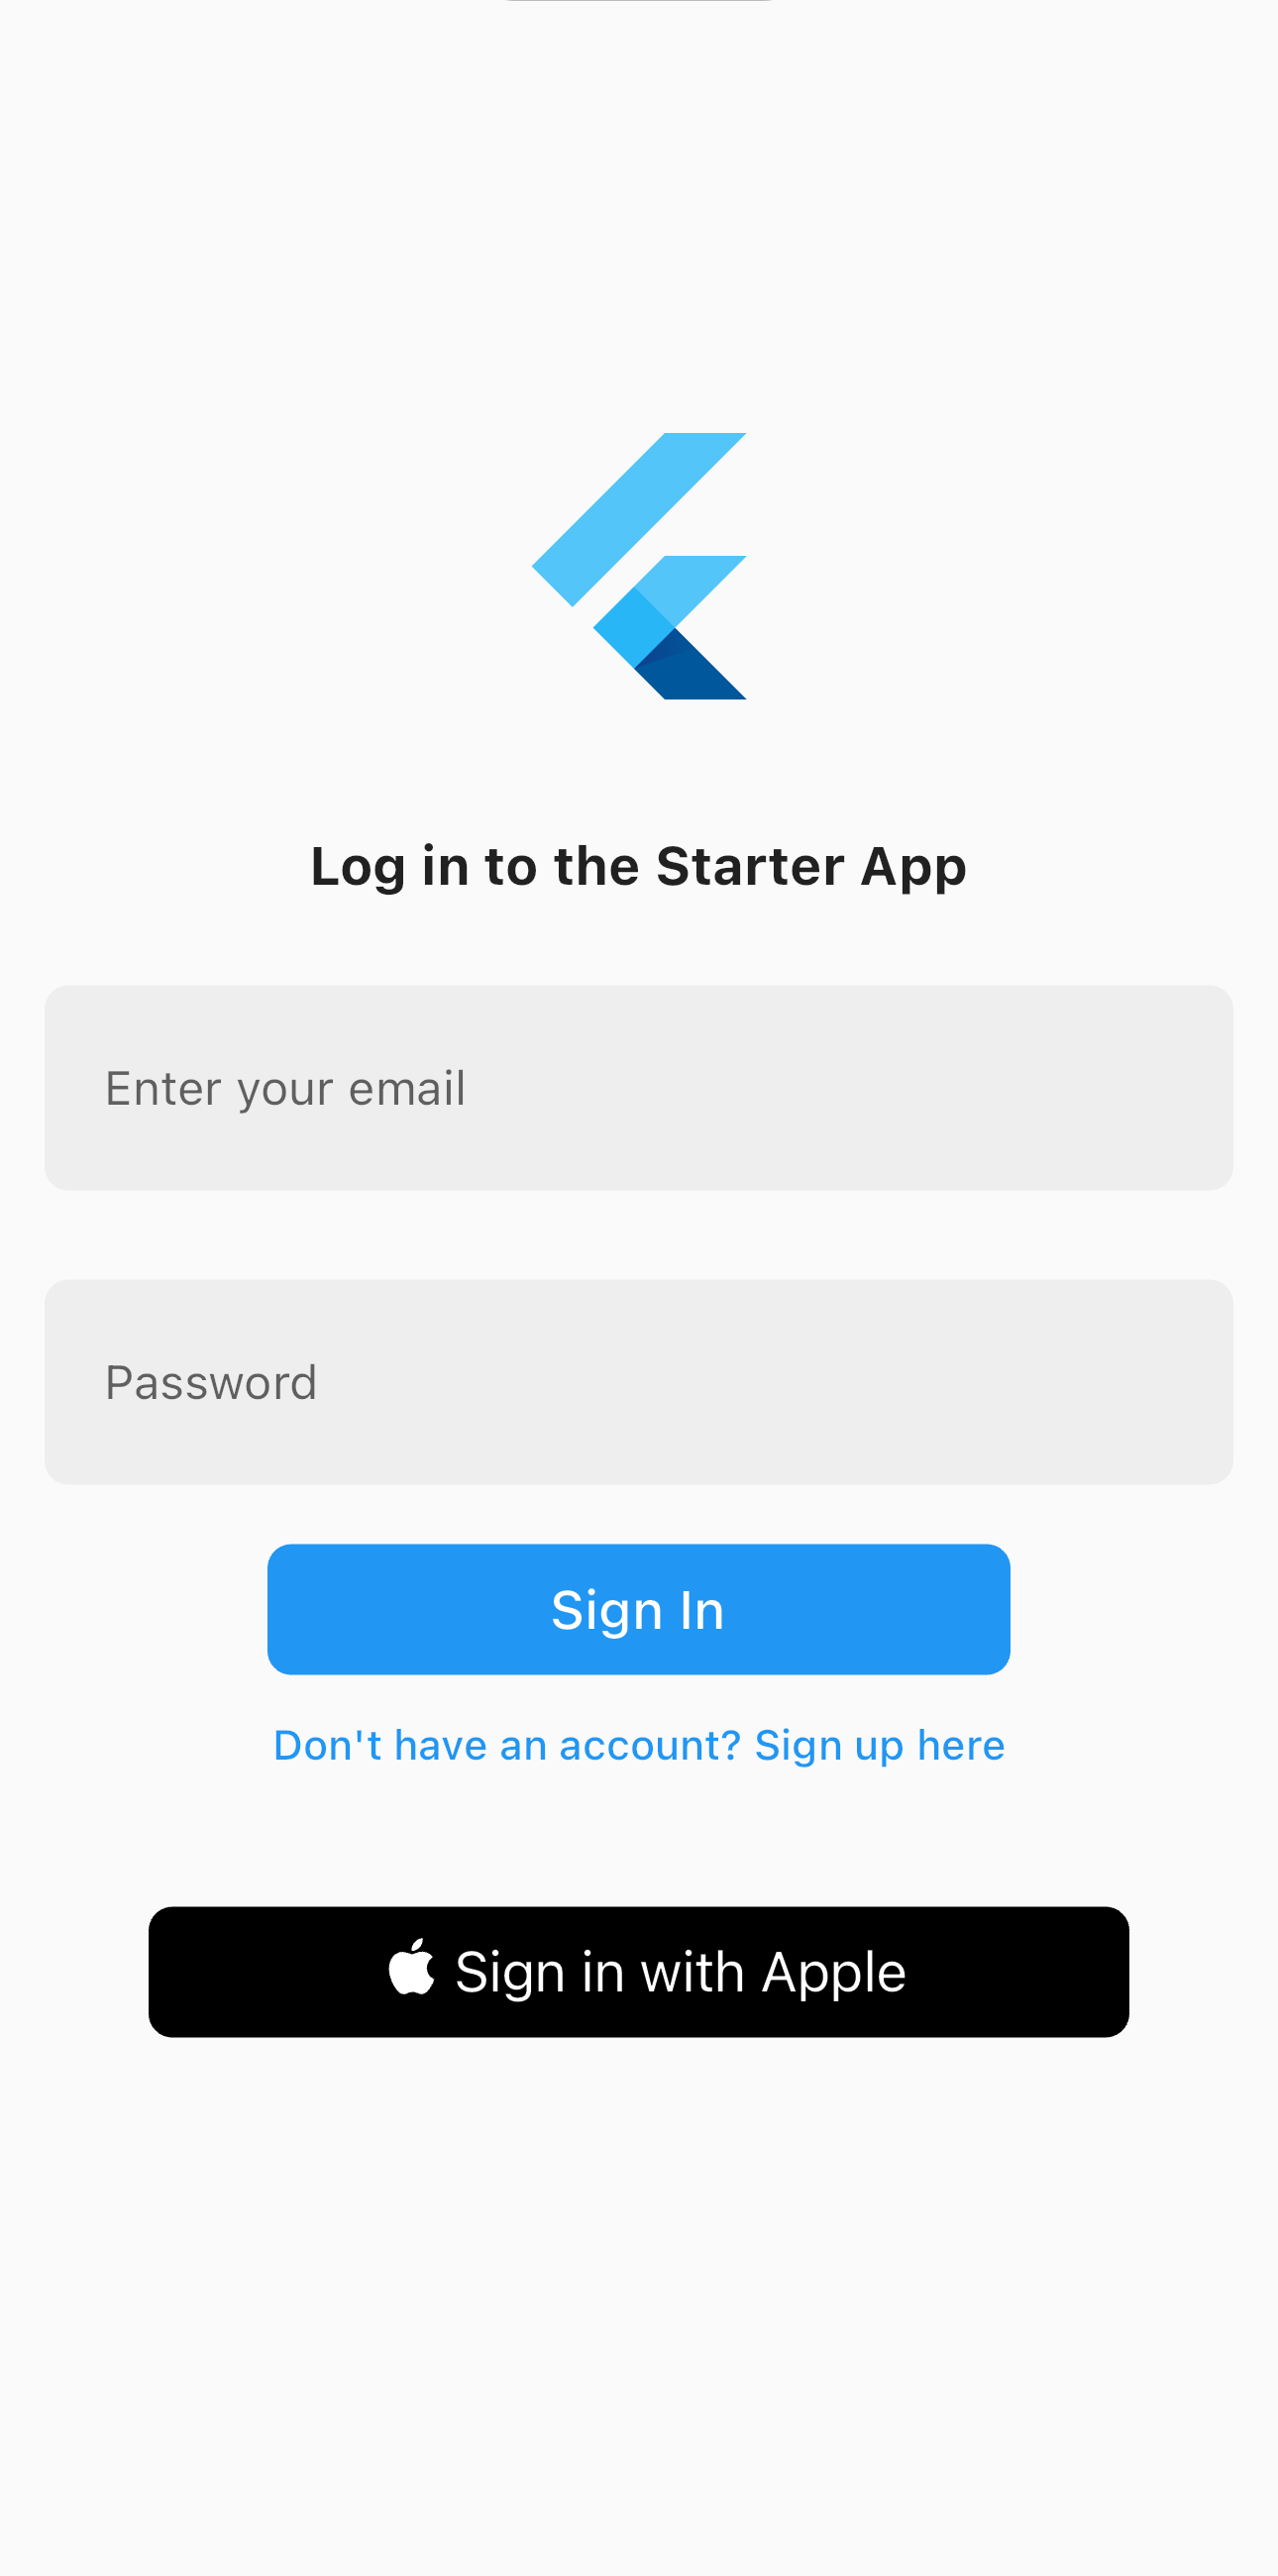 Log in to the Starter App
Enter your email
Password
Sign In
Don't have an account? Sign up here
Sign in with Apple